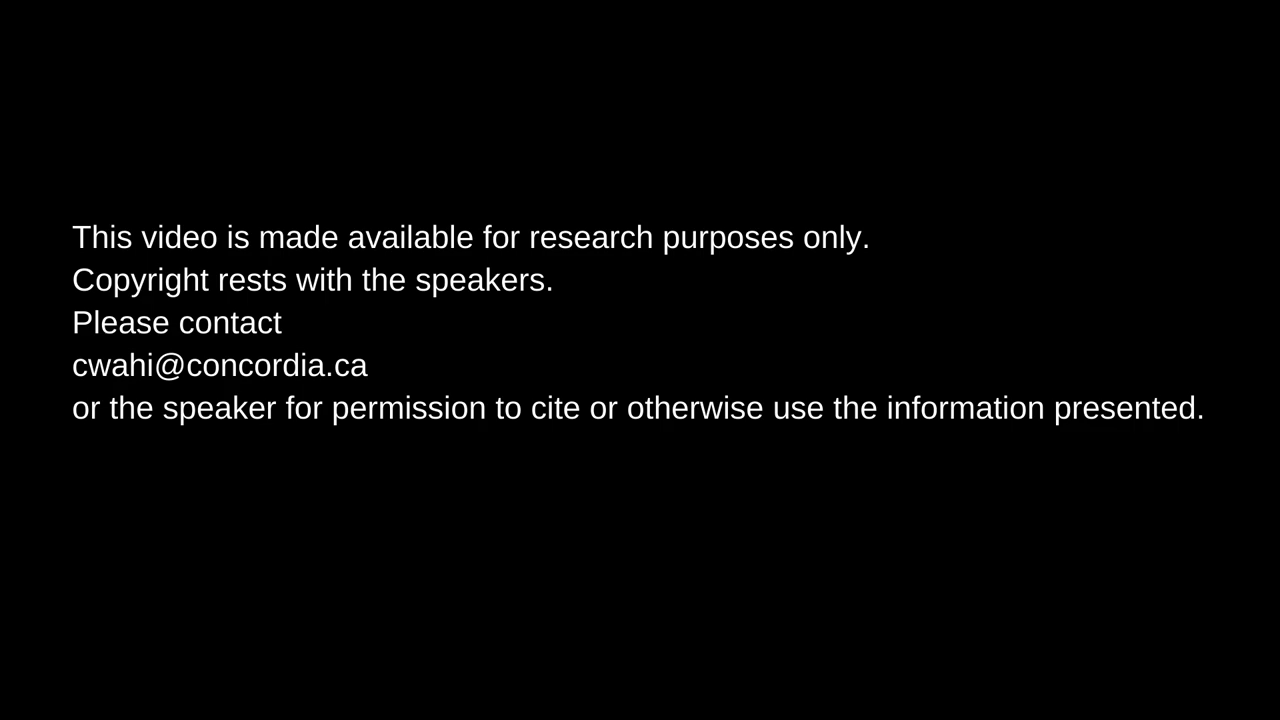 This video is made available for research purposes only.
Copyright rests with the speakers.
Please contact
cwahi@concordia.ca
or the speaker for permission to cite or otherwise use the information presented.